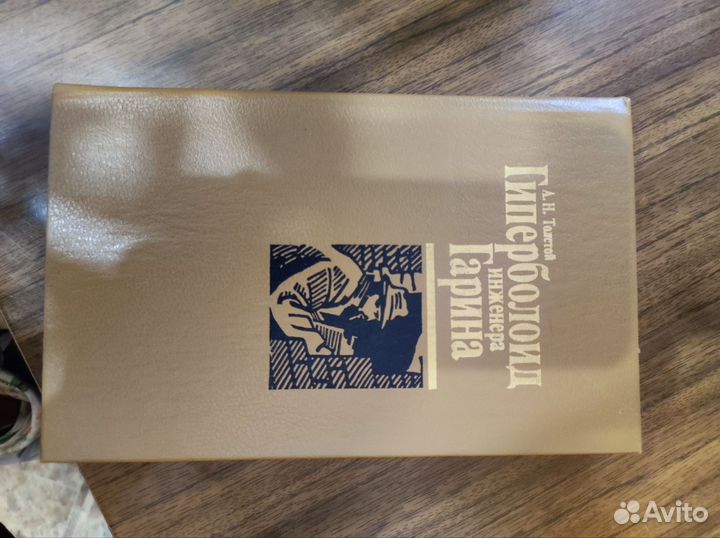 А. Н. Толстой
Гиперболоид
инженера
Гарина
Avito